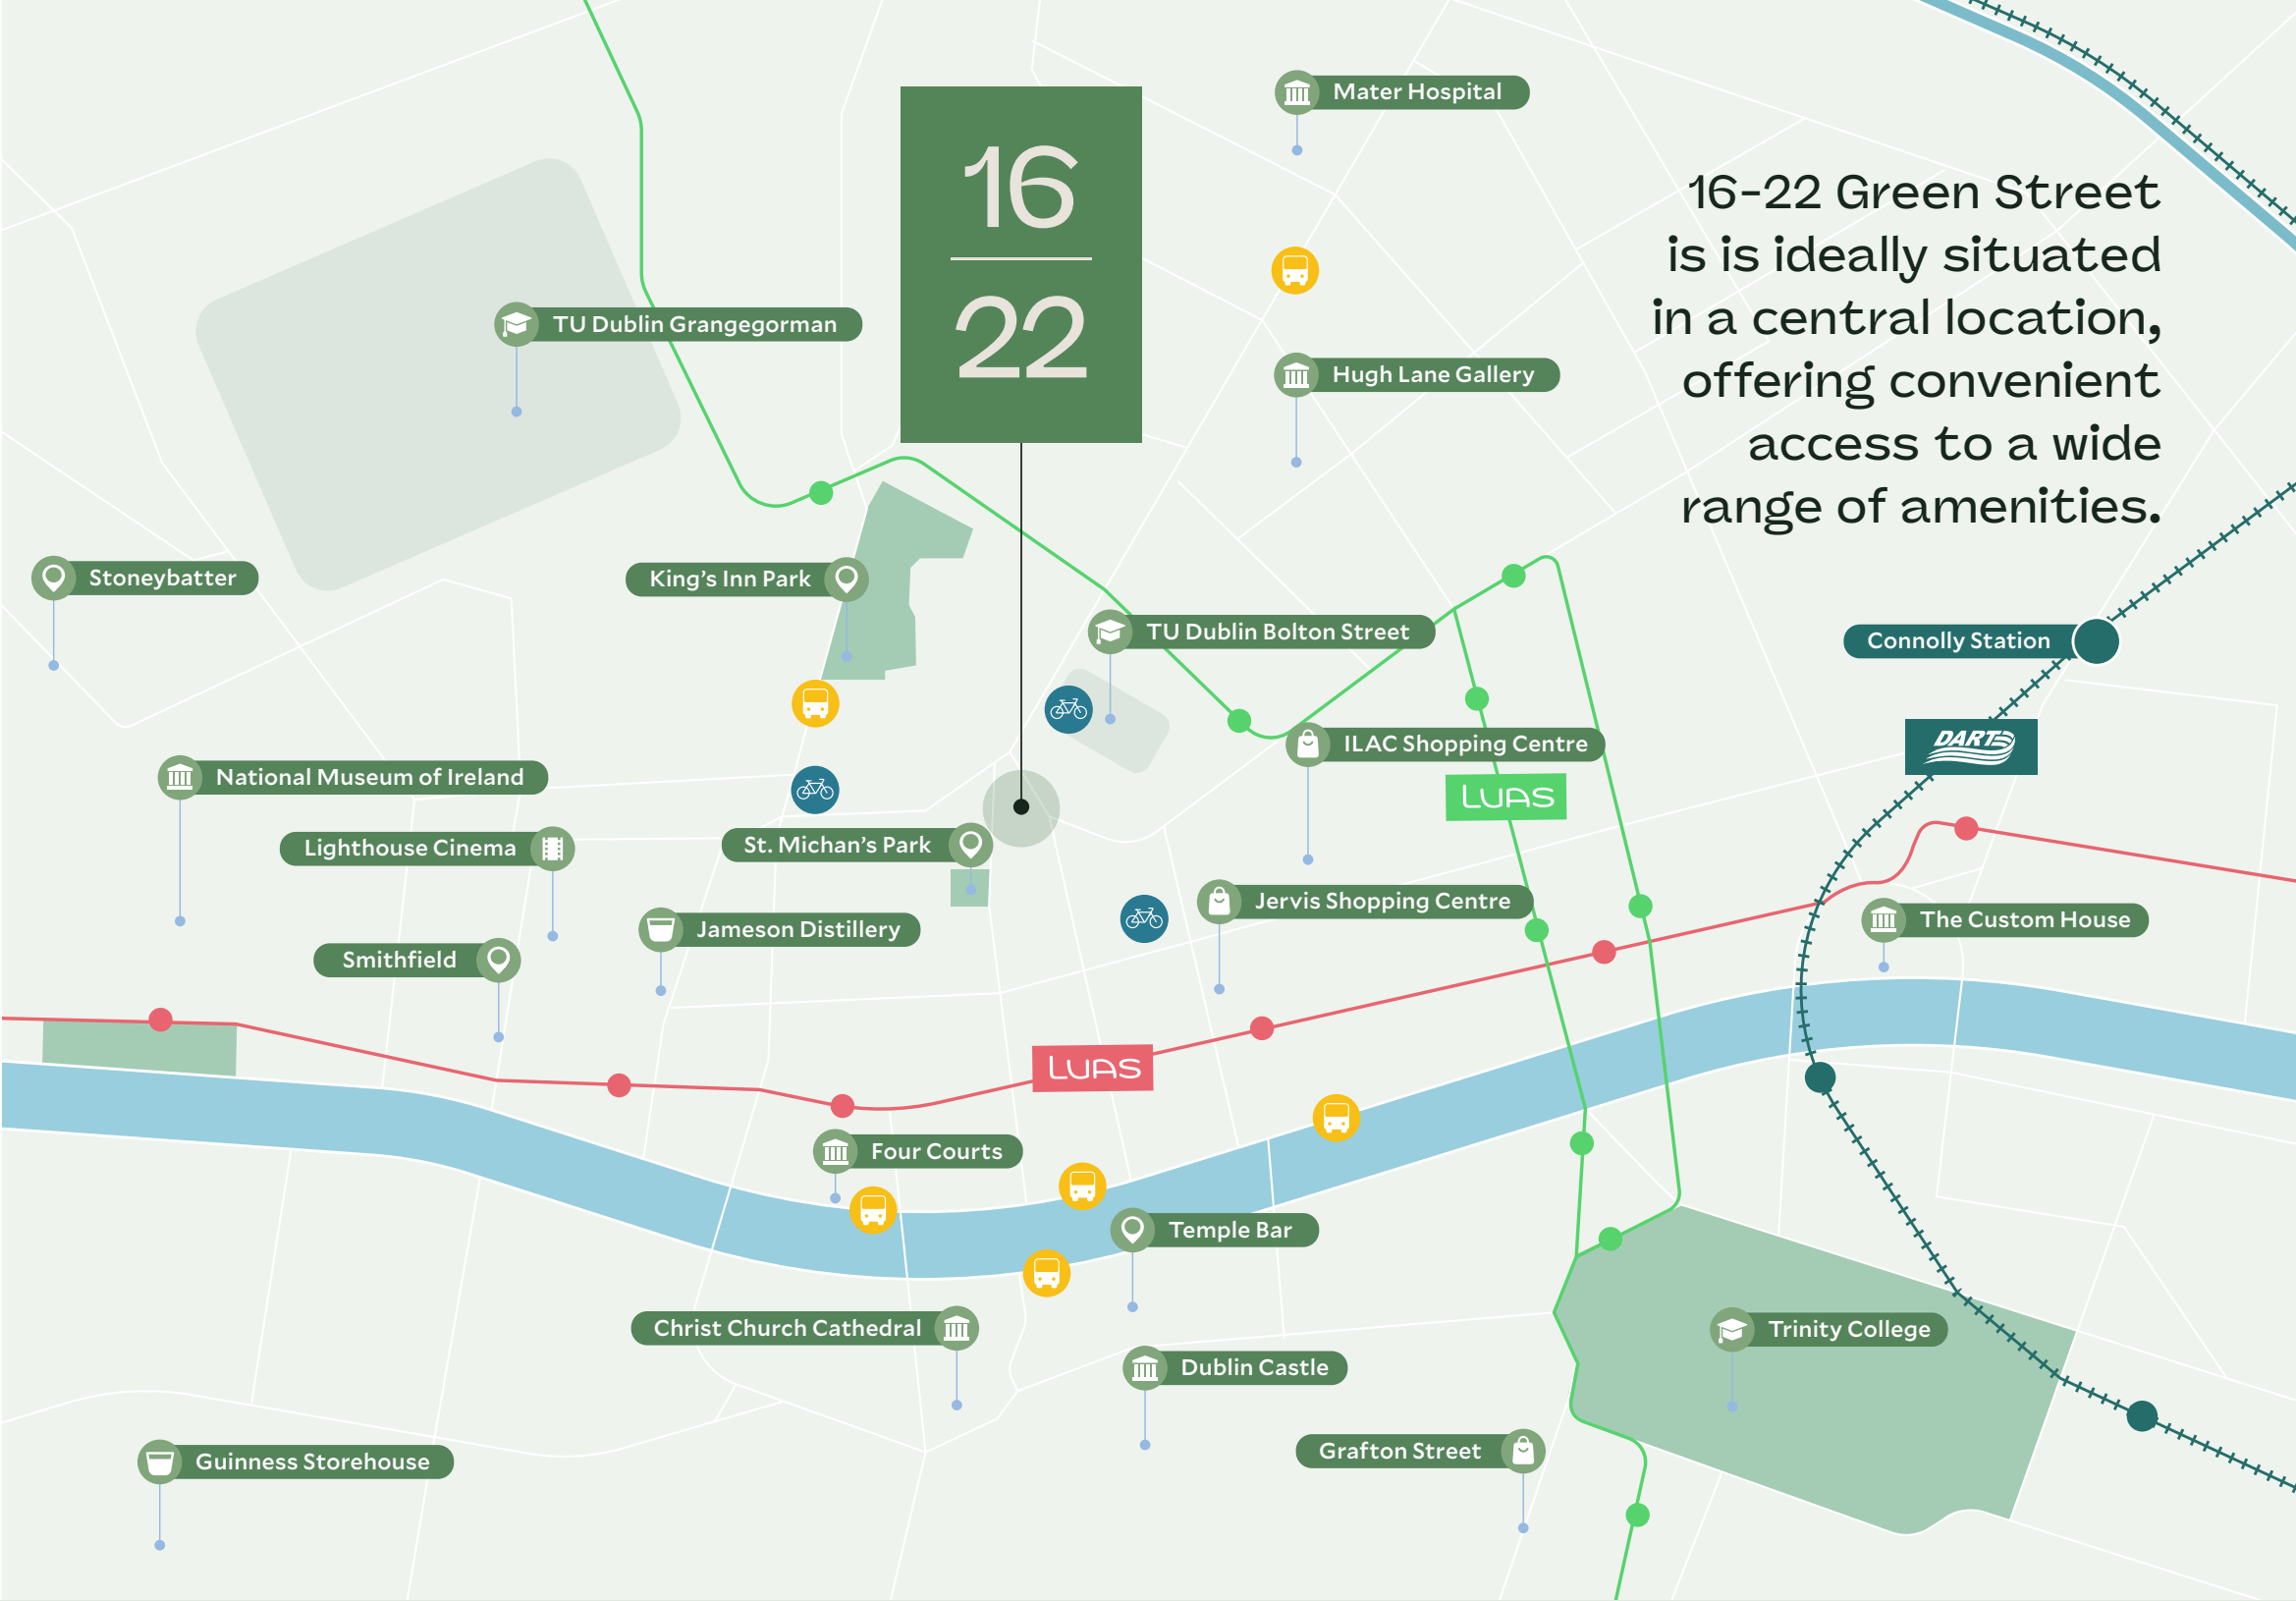 Mater Hospital
16
22
16-22 Green Street
is is ideally situated
in a central location,
offering convenient
access to a wide
range of amenities.
TU Dublin Grangegorman
Hugh Lane Gallery
Stoneybatter
King's Inn Park
TU Dublin Bolton Street
Connolly Station
DART
ILAC Shopping Centre
National Museum of Ireland
LUAS
Lighthouse Cinema
St. Michan's Park
Jervis Shopping Centre
Jameson Distillery
The Custom House
Smithfield
LUAS
Four Courts
Temple Bar
Christ Church Cathedral
Trinity College
Dublin Castle
Grafton Street
Guinness Storehouse